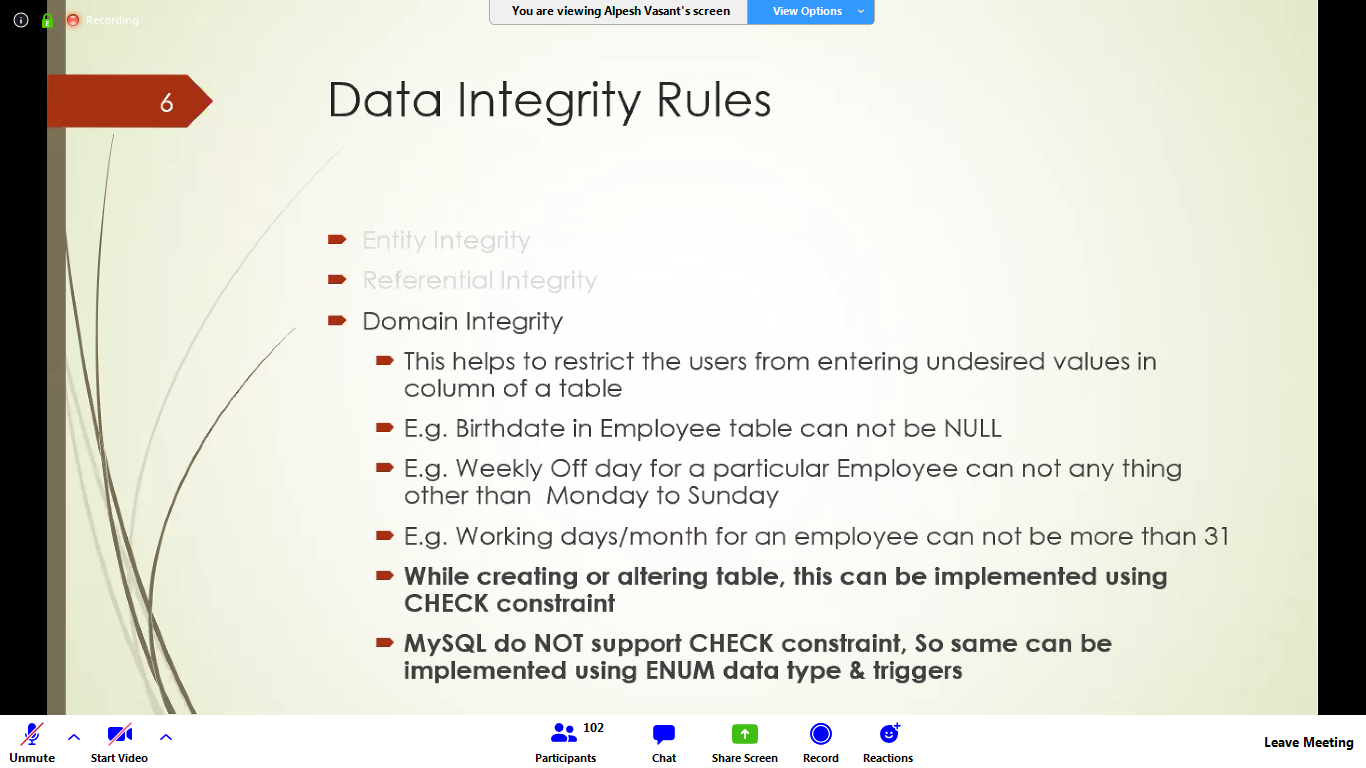 Recording
You are viewing Alpesh Vasant's screen
View Options
6
Data Integrity Rules
Entity Integrity
Referential Integrity
Domain Integrity
This helps to restrict the users from entering undesired values in
column of a table
E.g. Birthdate in Employee table can not be NULL
E.g. Weekly Off day for a particular Employee can not any thing
other than Monday to Sunday
E.g. Working days/month for an employee can not be more than 31
While creating or altering table, this can be implemented using
CHECK constraint
MySQL do NOT support CHECK constraint, So same can be
implemented using ENUM data type & triggers
Unmute
Start Video
102
Participants
Chat
Share Screen
Record
Reactions
Leave Meeting